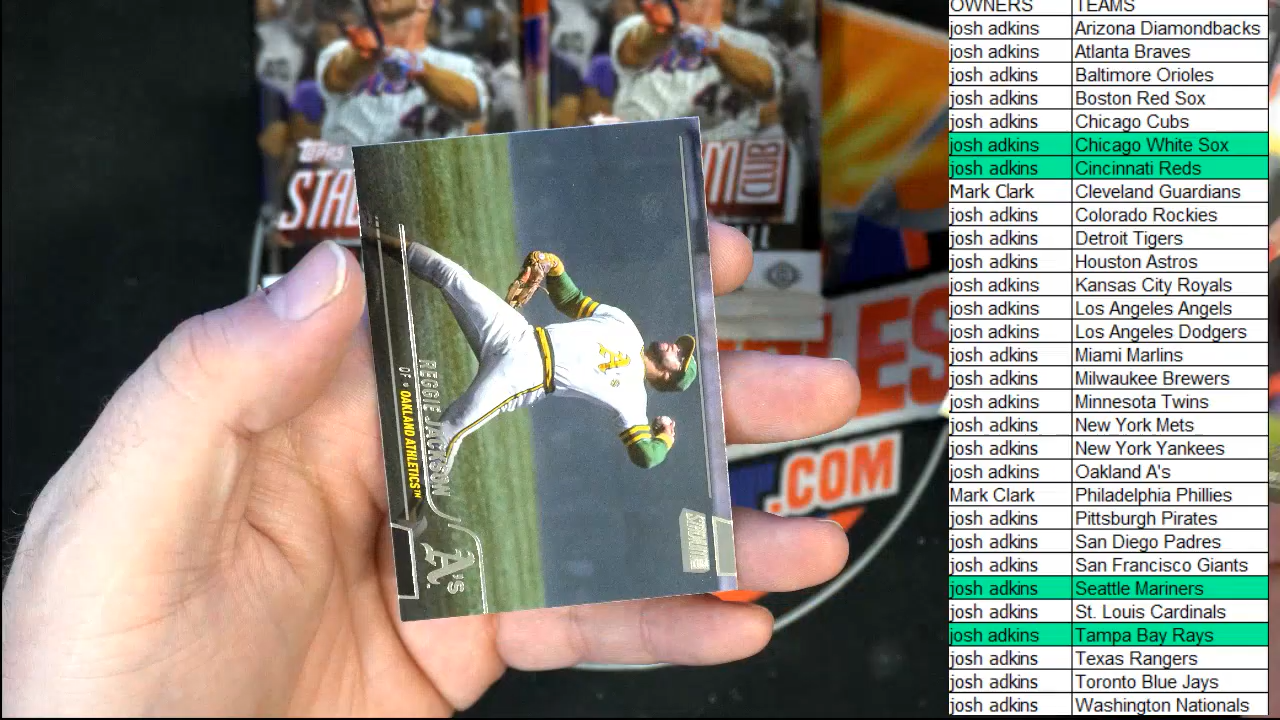 TOPPS
STA
M
CLUB
LES
.COM
44
44
REGGIE JACKSON
OF • OAKLAND ATHLETICS™
A's
A's
STADIUM CLUB
OWNERS TEAMS
josh adkins Arizona Diamondbacks
josh adkins Atlanta Braves
josh adkins Baltimore Orioles
josh adkins Boston Red Sox
josh adkins Chicago Cubs
josh adkins Chicago White Sox
josh adkins Cincinnati Reds
Mark Clark Cleveland Guardians
josh adkins Colorado Rockies
josh adkins Detroit Tigers
josh adkins Houston Astros
josh adkins Kansas City Royals
josh adkins Los Angeles Angels
josh adkins Los Angeles Dodgers
josh adkins Miami Marlins
josh adkins Milwaukee Brewers
josh adkins Minnesota Twins
josh adkins New York Mets
josh adkins New York Yankees
josh adkins Oakland A's
Mark Clark Philadelphia Phillies
josh adkins Pittsburgh Pirates
josh adkins San Diego Padres
josh adkins San Francisco Giants
josh adkins Seattle Mariners
josh adkins St. Louis Cardinals
josh adkins Tampa Bay Rays
josh adkins Texas Rangers
josh adkins Toronto Blue Jays
josh adkins Washington Nationals